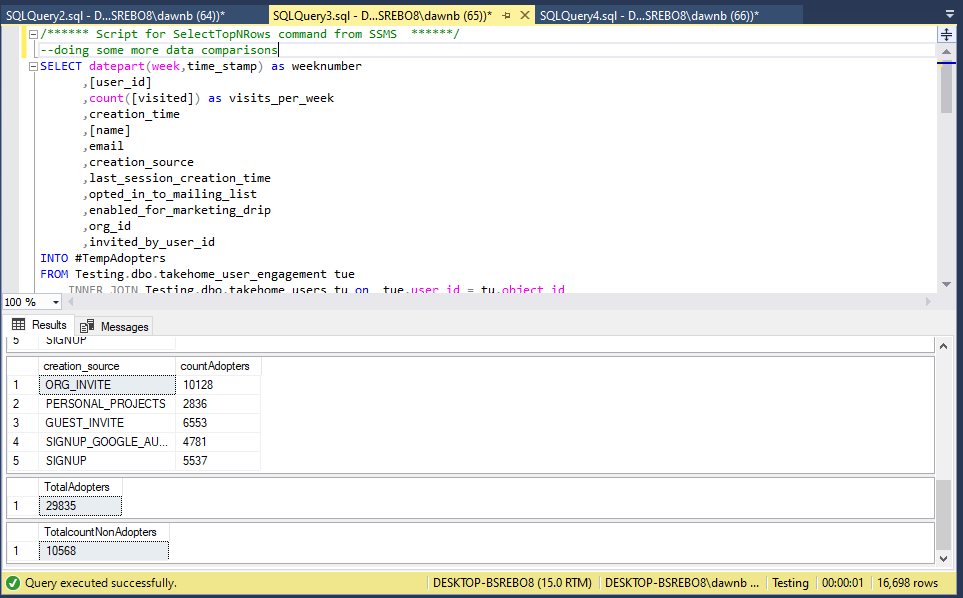 SQLQuery2.sql - D...SREBO8\dawnb (64))* SQLQuery3.sql - D...SREBO8\dawnb (65))* SQLQuery4.sql - D...SREBO8\dawnb (66))*
/****** Script for SelectTopNRows command from SSMS ******/
--doing some more data comparisons
SELECT datepart(week,time_stamp) as weeknumber
,[user_id]
,count([visited]) as visits_per_week
,creation_time
,[name]
,email
,creation_source
,last_session_creation_time
,opted_in_to_mailing_list
,enabled_for_marketing_drip
,org_id
,invited_by_user_id
INTO #TempAdopters
FROM Testing.dbo.takehome_user_engagement tue
INNER JOIN Testing.dbo.takehome_users tu on tue.user_id = tu.object_id
100 %
Results Messages
5 SIGNUP
creation_source countAdopters
1 ORG_INVITE 10128
2 PERSONAL_PROJECTS 2836
3 GUEST_INVITE 6553
4 SIGNUP_GOOGLE_AU... 4781
5 SIGNUP 5537
TotalAdopters
1 29835
TotalcountNonAdopters
1 10568
Query executed successfully. DESKTOP-BSREBO8 (15.0 RTM) DESKTOP-BSREBO8\dawnb ... Testing 00:00:01 16,698 rows